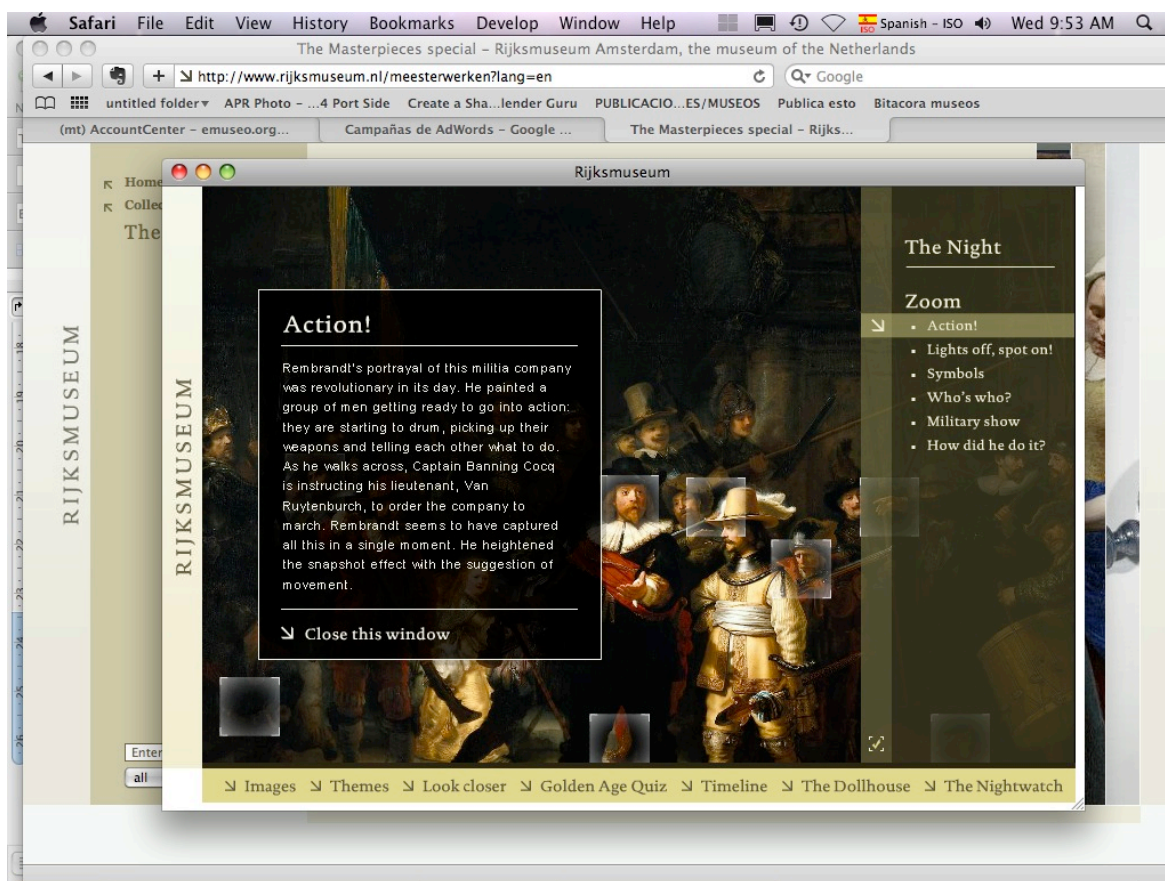 Safari File Edit View History Bookmarks Develop Window Help Spanish – ISO Wed 9:53 AM
The Masterpieces special – Rijksmuseum Amsterdam, the museum of the Netherlands
http://www.rijksmuseum.nl/meesterwerken?lang=en Google
untitled folder APR Photo – ...4 Port Side Create a Sha...lender Guru PUBLICACIO...ES/MUSEOS Publica esto Bitacora museos
(mt) AccountCenter – emuseo.org... Campañas de AdWords – Google ... The Masterpieces special – Rijks...
Rijksmuseum
Home
Collec
The
RIJKSMUSEUM
RIJKSMUSEUM
Action!
Rembrandt's portrayal of this militia company
was revolutionary in its day. He painted a
group of men getting ready to go into action:
they are starting to drum, picking up their
weapons and telling each other what to do.
As he walks across, Captain Banning Cocq
is instructing his lieutenant, Van
Ruytenburch, to order the company to
march. Rembrandt seems to have captured
all this in a single moment. He heightened
the snapshot effect with the suggestion of
movement.
Close this window
The Night
Zoom
Action!
Lights off, spot on!
Symbols
Who's who?
Military show
How did he do it?
Enter
all
Images Themes Look closer Golden Age Quiz Timeline The Dollhouse The Nightwatch